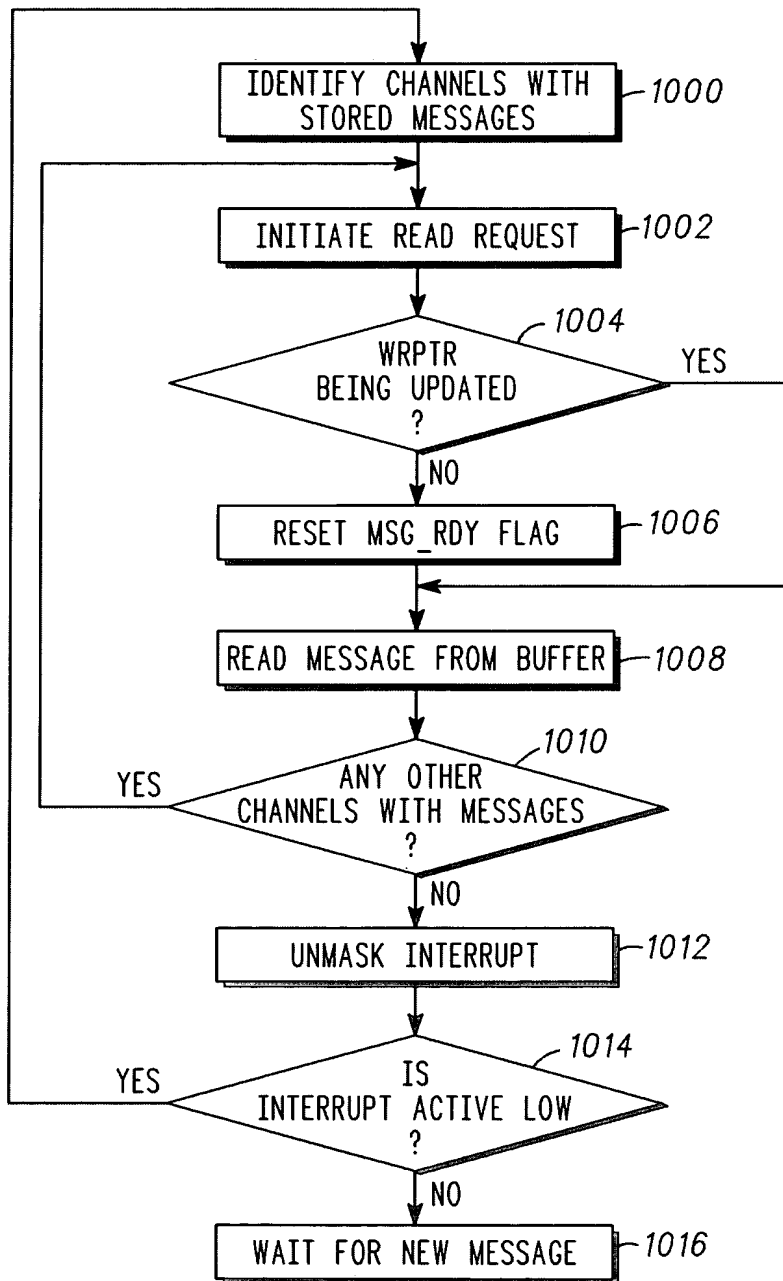 IDENTIFY CHANNELS WITH
STORED MESSAGES
1000
INITIATE READ REQUEST
1002
1004
WRPTR
BEING UPDATED
?
YES
NO
RESET MSG_RDY FLAG
1006
READ MESSAGE FROM BUFFER
1008
1010
YES
ANY OTHER
CHANNELS WITH MESSAGES
?
NO
UNMASK INTERRUPT
1012
1014
YES
IS
INTERRUPT ACTIVE LOW
?
NO
WAIT FOR NEW MESSAGE
1016